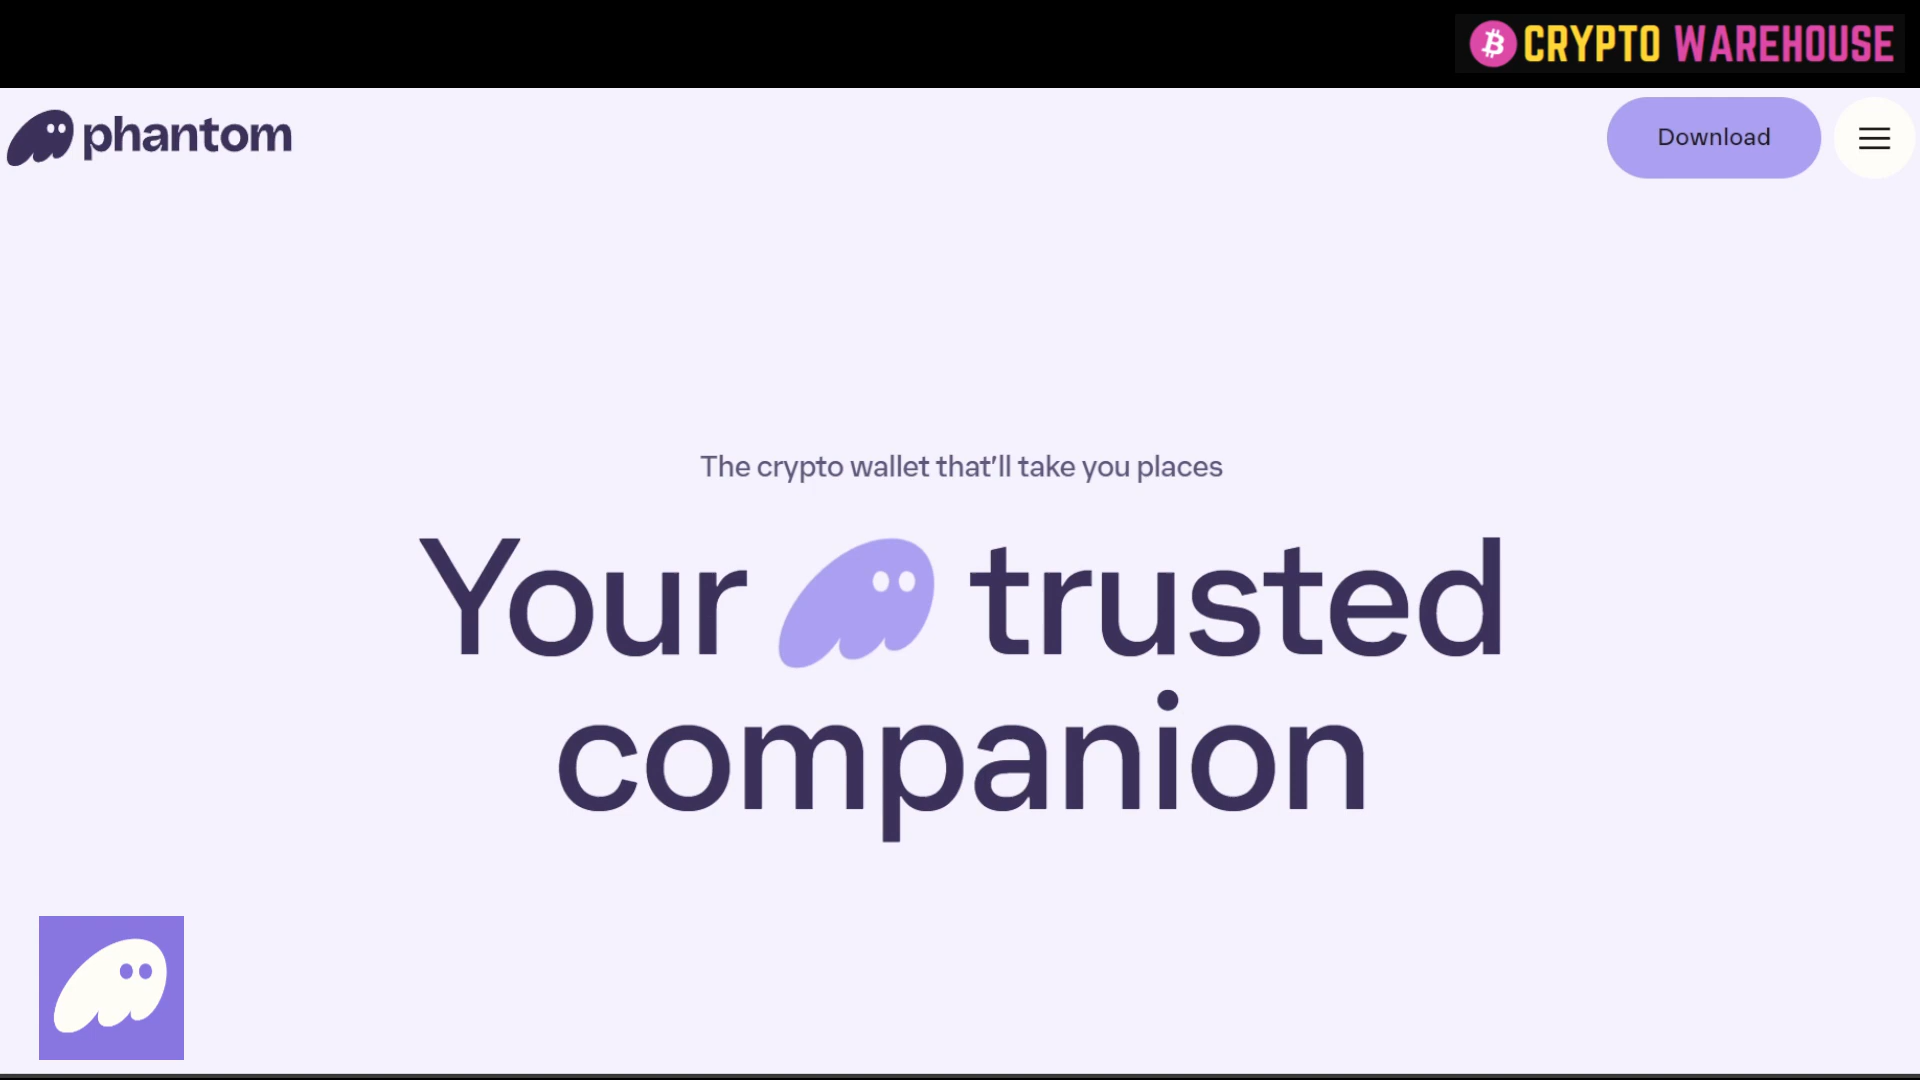 CRYPTO WAREHOUSE
phantom
Download
The crypto wallet that'll take you places
Your trusted
companion